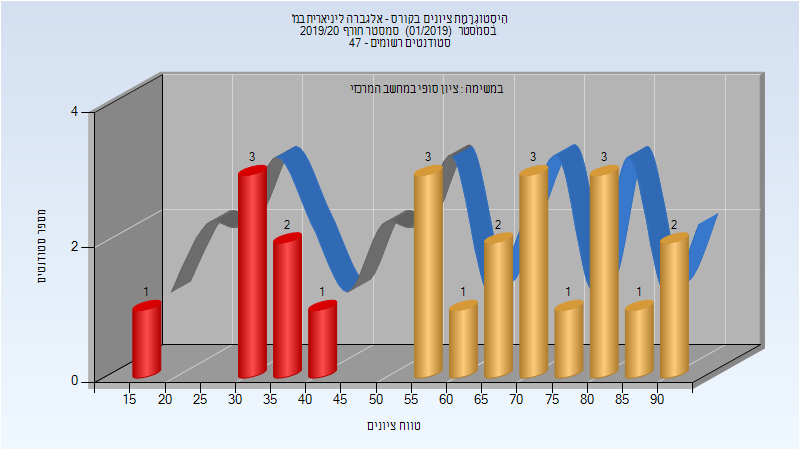 היסטוגרמת ציונים בקורס - אלגברה ליניארית במ'
בסמסטר (01/2019) סמסטר חורף 2019/20
סטודנטים רשומים - 47
במשימה : ציון סופי במחשב המרכזי
4
2
0
מספר סטודנטים
1
3
2
1
3
1
2
3
1
3
1
2
15 20 25 30 35 40 45 50 55 60 65 70 75 80 85 90
טווח ציונים